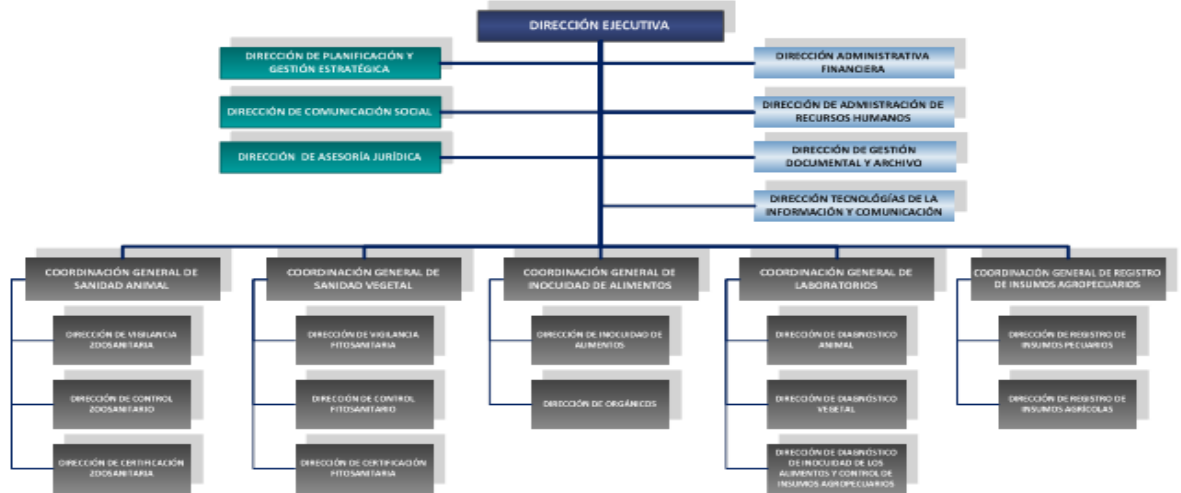 DIRECCIÓN EJECUTIVA
DIRECCIÓN DE PLANIFICACIÓN Y
GESTIÓN ESTRATÉGICA
DIRECCIÓN ADMINISTRATIVA
FINANCIERA
DIRECCIÓN DE COMUNICACIÓN SOCIAL
DIRECCIÓN DE ADMISTRACIÓN DE
RECURSOS HUMANOS
DIRECCIÓN DE ASESORÍA JURÍDICA
DIRECCIÓN DE GESTIÓN
DOCUMENTAL Y ARCHIVO
DIRECCIÓN TECNOLÓGÍAS DE LA
INFORMACIÓN Y COMUNICACIÓN
COORDINACIÓN GENERAL DE
SANIDAD ANIMAL
DIRECCIÓN DE VIGILANCIA
ZOOSANITARIA
DIRECCIÓN DE CONTROL
ZOOSANITARIO
DIRECCIÓN DE CERTIFICACIÓN
ZOOSANITARIA
COORDINACIÓN GENERAL DE
SANIDAD VEGETAL
DIRECCIÓN DE VIGILANCIA
FITOSANITARIA
DIRECCIÓN DE CONTROL
FITOSANITARIO
DIRECCIÓN DE CERTIFICACIÓN
FITOSANITARIA
COORDINACIÓN GENERAL DE
INOCUIDAD DE ALIMENTOS
DIRECCIÓN DE INOCUIDAD DE
ALIMENTOS
DIRECCIÓN DE ORGÁNICOS
COORDINACIÓN GENERAL DE
LABORATORIOS
DIRECCIÓN DE DIAGNÓSTICO
ANIMAL
DIRECCIÓN DE DIAGNÓSTICO
VEGETAL
DIRECCIÓN DE DIAGNÓSTICO
DE INOCUIDAD DE LOS
ALIMENTOS Y CONTROL DE
INSUMOS AGROPECUARIOS
COORDINACIÓN GENERAL DE REGISTRO
DE INSUMOS AGROPECUARIOS
DIRECCIÓN DE REGISTRO DE
INSUMOS PECUARIOS
DIRECCIÓN DE REGISTRO DE
INSUMOS AGRÍCOLAS